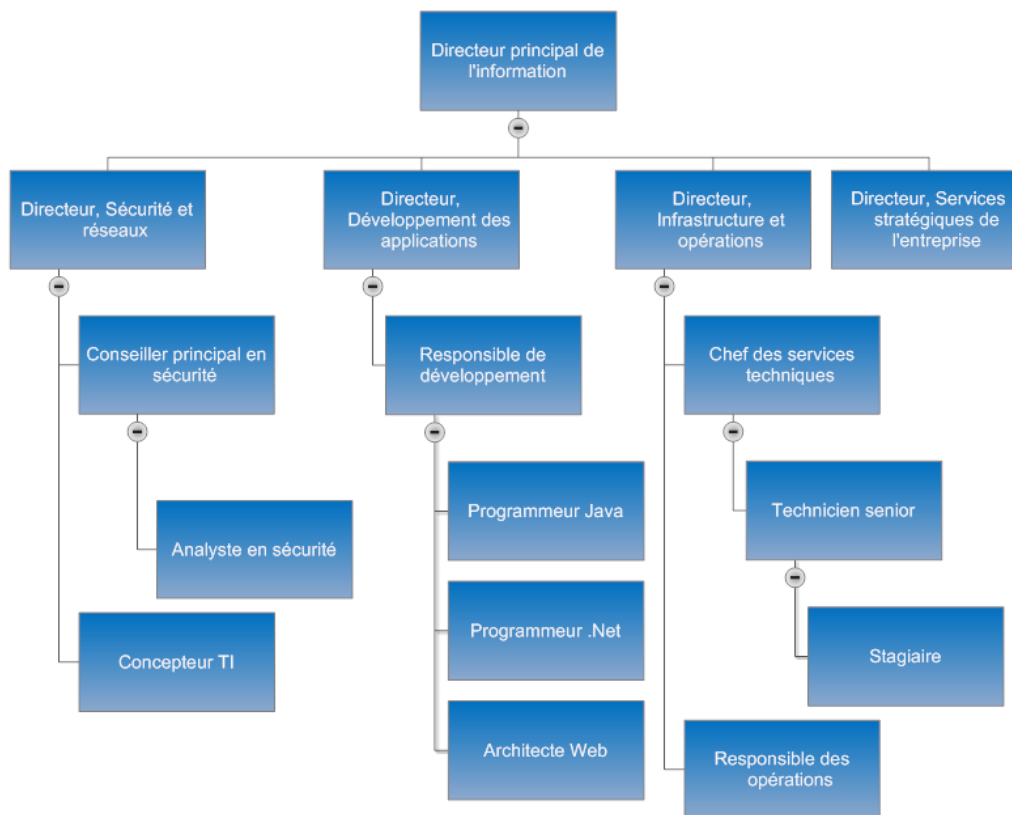 Directeur principal de
l'information
Directeur, Sécurité et
réseaux
Directeur,
Développement des
applications
Directeur,
Infrastructure et
opérations
Directeur, Services
stratégiques de
l'entreprise
Conseiller principal en
sécurité
Responsible de
développement
Chef des services
techniques
Analyste en sécurité
Programmeur Java
Technicien senior
Concepteur TI
Programmeur .Net
Stagiaire
Architecte Web
Responsible des
opérations